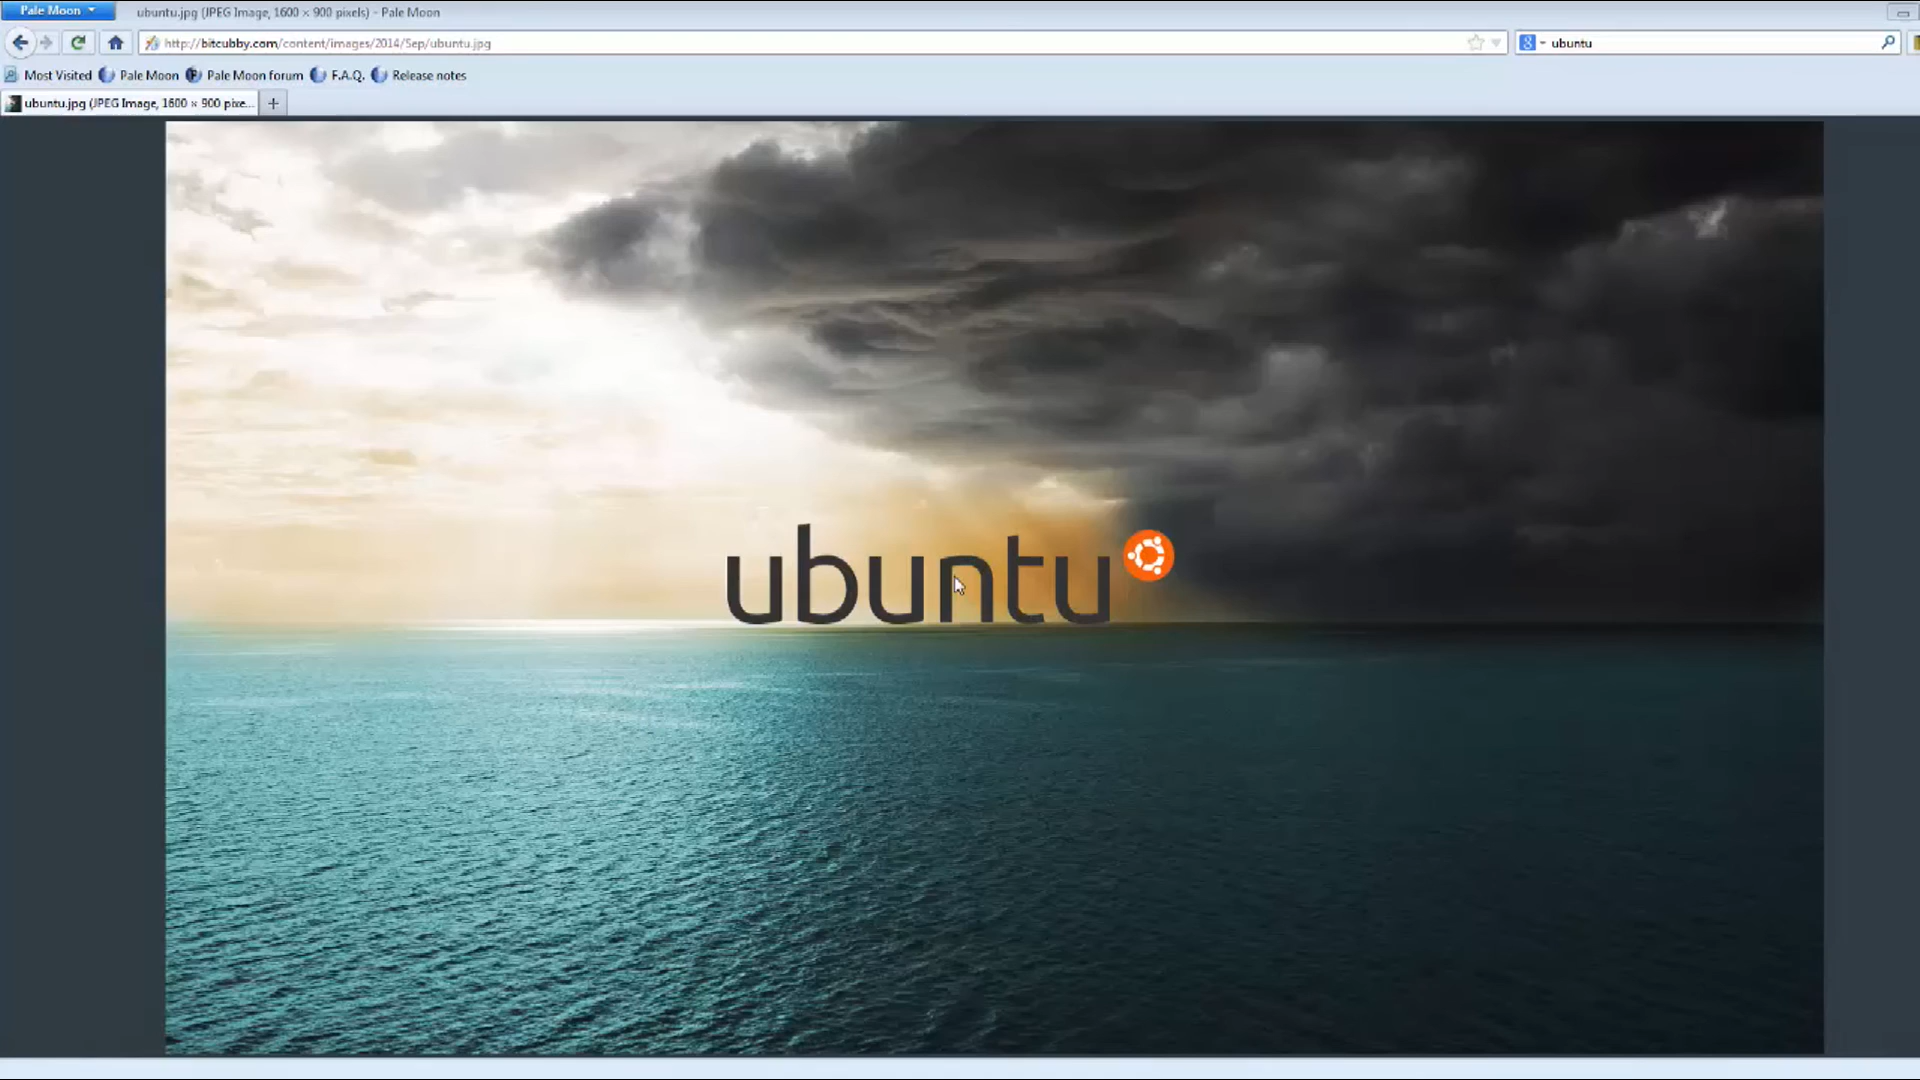 Pale Moon
ubuntu.jpg (JPEG Image, 1600 × 900 pixels) - Pale Moon
http://bitcubby.com/content/images/2014/Sep/ubuntu.jpg
8
ubuntu
Most Visited
Pale Moon
Pale Moon forum
F.A.Q.
Release notes
ubuntu.jpg (JPEG Image, 1600 × 900 pixe...
ubuntu